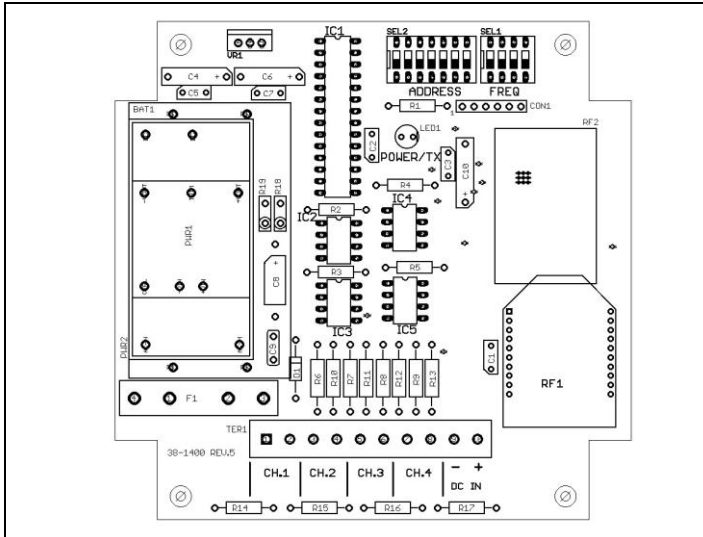 IC1
SEL2
SEL1
VR1
C4
+
C6
+
C5
C7
ADDRESS
FREQ
BAT1
R1
1
CON1
LED1
RF2
C2
POWER/TX
C3
C10
+
R19
R18
R4
R2
IC2
IC4
PWR1
R3
R5
C8
+
IC3
IC5
PWR2
C9
D1
C1
R6
R10
R7
R11
R8
R12
R9
R13
RF1
F1
TER1
38-1400 REV.5
CH.1
CH.2
CH.3
CH.4
- +
DC IN
R14
R15
R16
R17